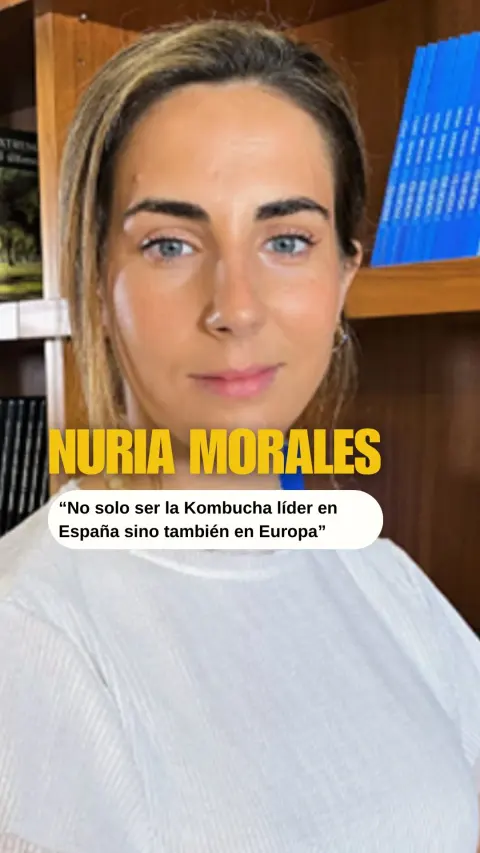 NURIA MORALES
“No solo ser la Kombucha líder en
España sino también en Europa”